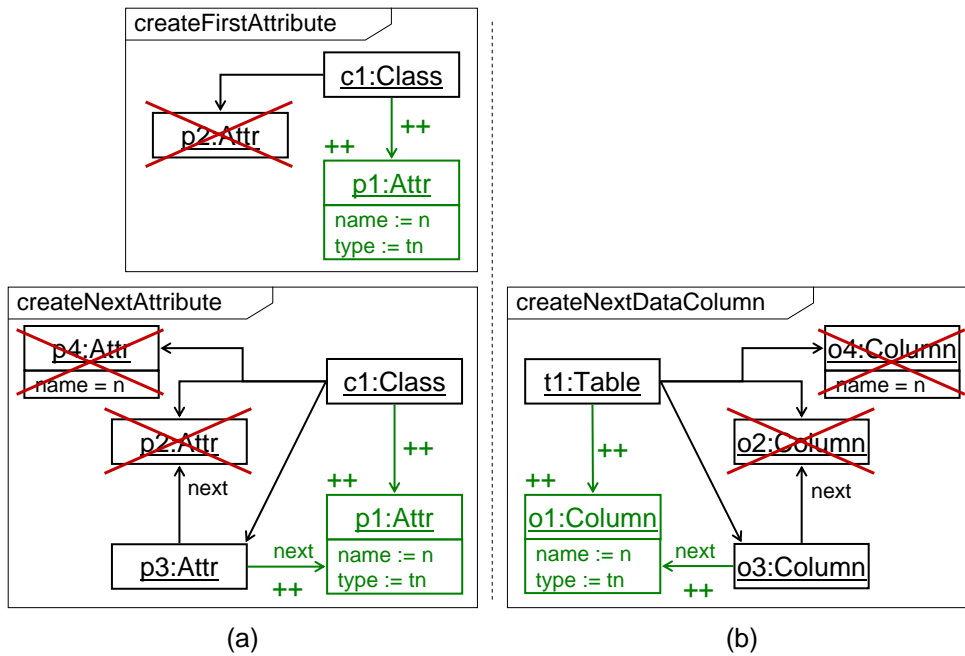 createFirstAttribute
c1:Class
p2:Attr
++
++
p1:Attr
name := n
type := tn
createNextAttribute
p4:Attr
name = n
c1:Class
p2:Attr
++
++
next
p1:Attr
p3:Attr
next
++
name := n
type := tn
(a)
createNextDataColumn
o4:Column
name = n
t1:Table
o2:Column
++
++
next
o1:Column
name := n
type := tn
next
++
o3:Column
(b)